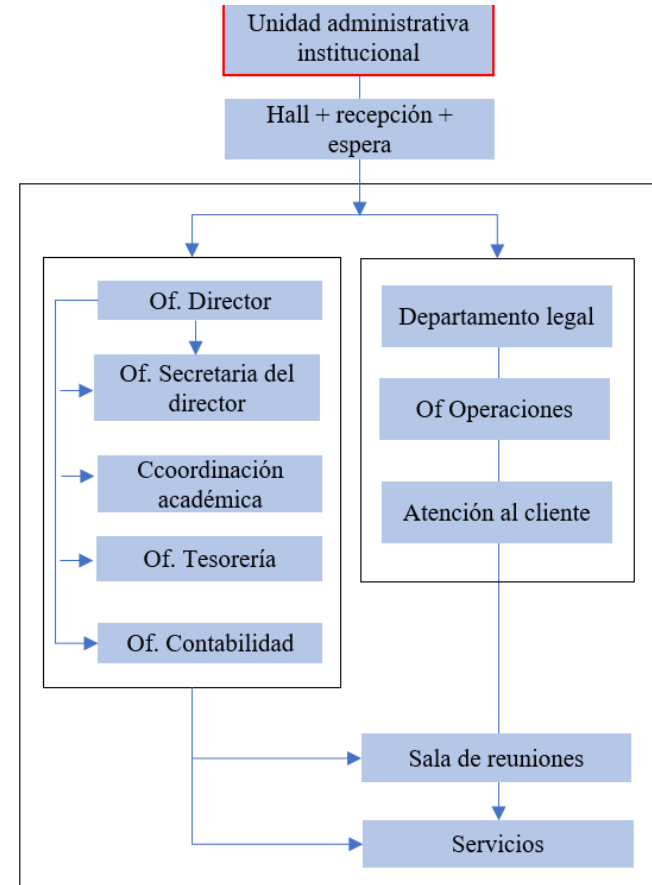 Unidad administrativa
institucional
Hall + recepción +
espera
Of. Director
Of. Secretaria del
director
Ccoordinación
académica
Of. Tesorería
Of. Contabilidad
Departamento legal
Of Operaciones
Atención al cliente
Sala de reuniones
Servicios